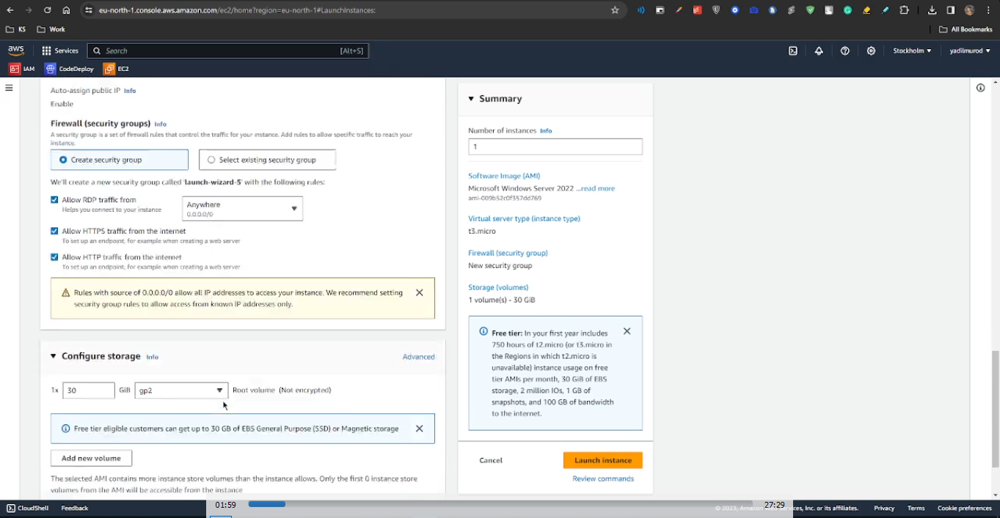 eu-north-1.console.aws.amazon.com/ec2/home?region=eu-north-1#LaunchInstances:
KS
Work
All Bookmarks
aws
Services
Search
[Alt+S]
Stockholm
yadilmurod
IAM
CodeDeploy
EC2
Auto-assign public IP Info
Enable
Firewall (security groups) Info
A security group is a set of firewall rules that control the traffic for your instance. Add rules to allow specific traffic to reach your
instance.
Create security group
Select existing security group
We'll create a new security group called 'launch-wizard-5' with the following rules:
Allow RDP traffic from
Helps you connect to your instance
Anywhere
0.0.0.0/0
Allow HTTPS traffic from the internet
To set up an endpoint, for example when creating a web server
Allow HTTP traffic from the internet
To set up an endpoint, for example when creating a web server
Rules with source of 0.0.0.0/0 allow all IP addresses to access your instance. We recommend setting
security group rules to allow access from known IP addresses only.
Configure storage Info
Advanced
1x
30
GiB
gp2
Root volume (Not encrypted)
Free tier eligible customers can get up to 30 GB of EBS General Purpose (SSD) or Magnetic storage
Add new volume
The selected AMI contains more instance store volumes than the instance allows. Only the first 0 instance store
volumes from the AMI will be accessible from the instance
Summary
Number of instances Info
1
Software Image (AMI)
Microsoft Windows Server 2022 ...read more
ami-009b52c0f357dd769
Virtual server type (instance type)
t3.micro
Firewall (security group)
New security group
Storage (volumes)
1 volume(s) - 30 GiB
Free tier: In your first year includes
750 hours of t2.micro (or t3.micro in
the Regions in which t2.micro is
unavailable) instance usage on free
tier AMIs per month, 30 GiB of EBS
storage, 2 million IOs, 1 GB of
snapshots, and 100 GB of bandwidth
to the internet.
Cancel
Launch instance
Review commands
CloudShell
Feedback
01:59
27:29
© 2023, Amazon Web Services, Inc. or its affiliates.
Privacy
Terms
Cookie preferences